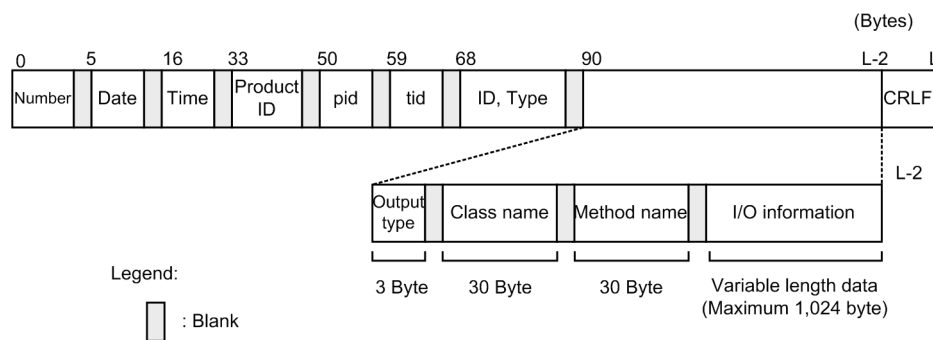 (Bytes)
0 5 16 33 50 59 68 90 L-2 L
Number Date Time Product ID pid tid ID, Type CRLF
L-2
Output type Class name Method name I/O information
3 Byte 30 Byte 30 Byte Variable length data
(Maximum 1,024 byte)
Legend:
: Blank